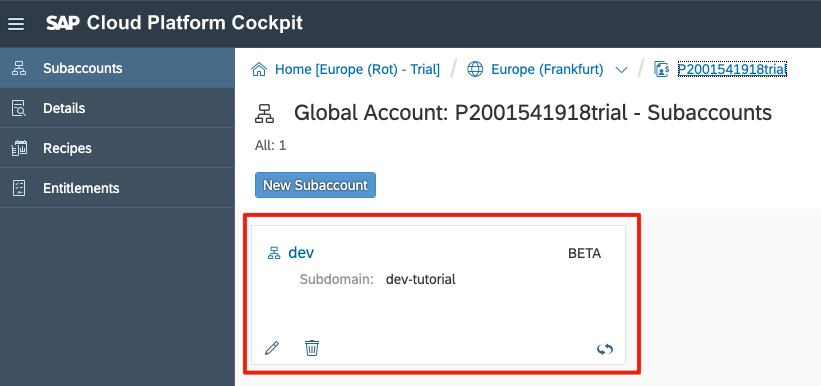 SAP Cloud Platform Cockpit
Subaccounts
Details
Recipes
Entitlements
Home [Europe (Rot) - Trial] / Europe (Frankfurt) / P2001541918trial
Global Account: P2001541918trial - Subaccounts
All: 1
New Subaccount
dev BETA
Subdomain: dev-tutorial